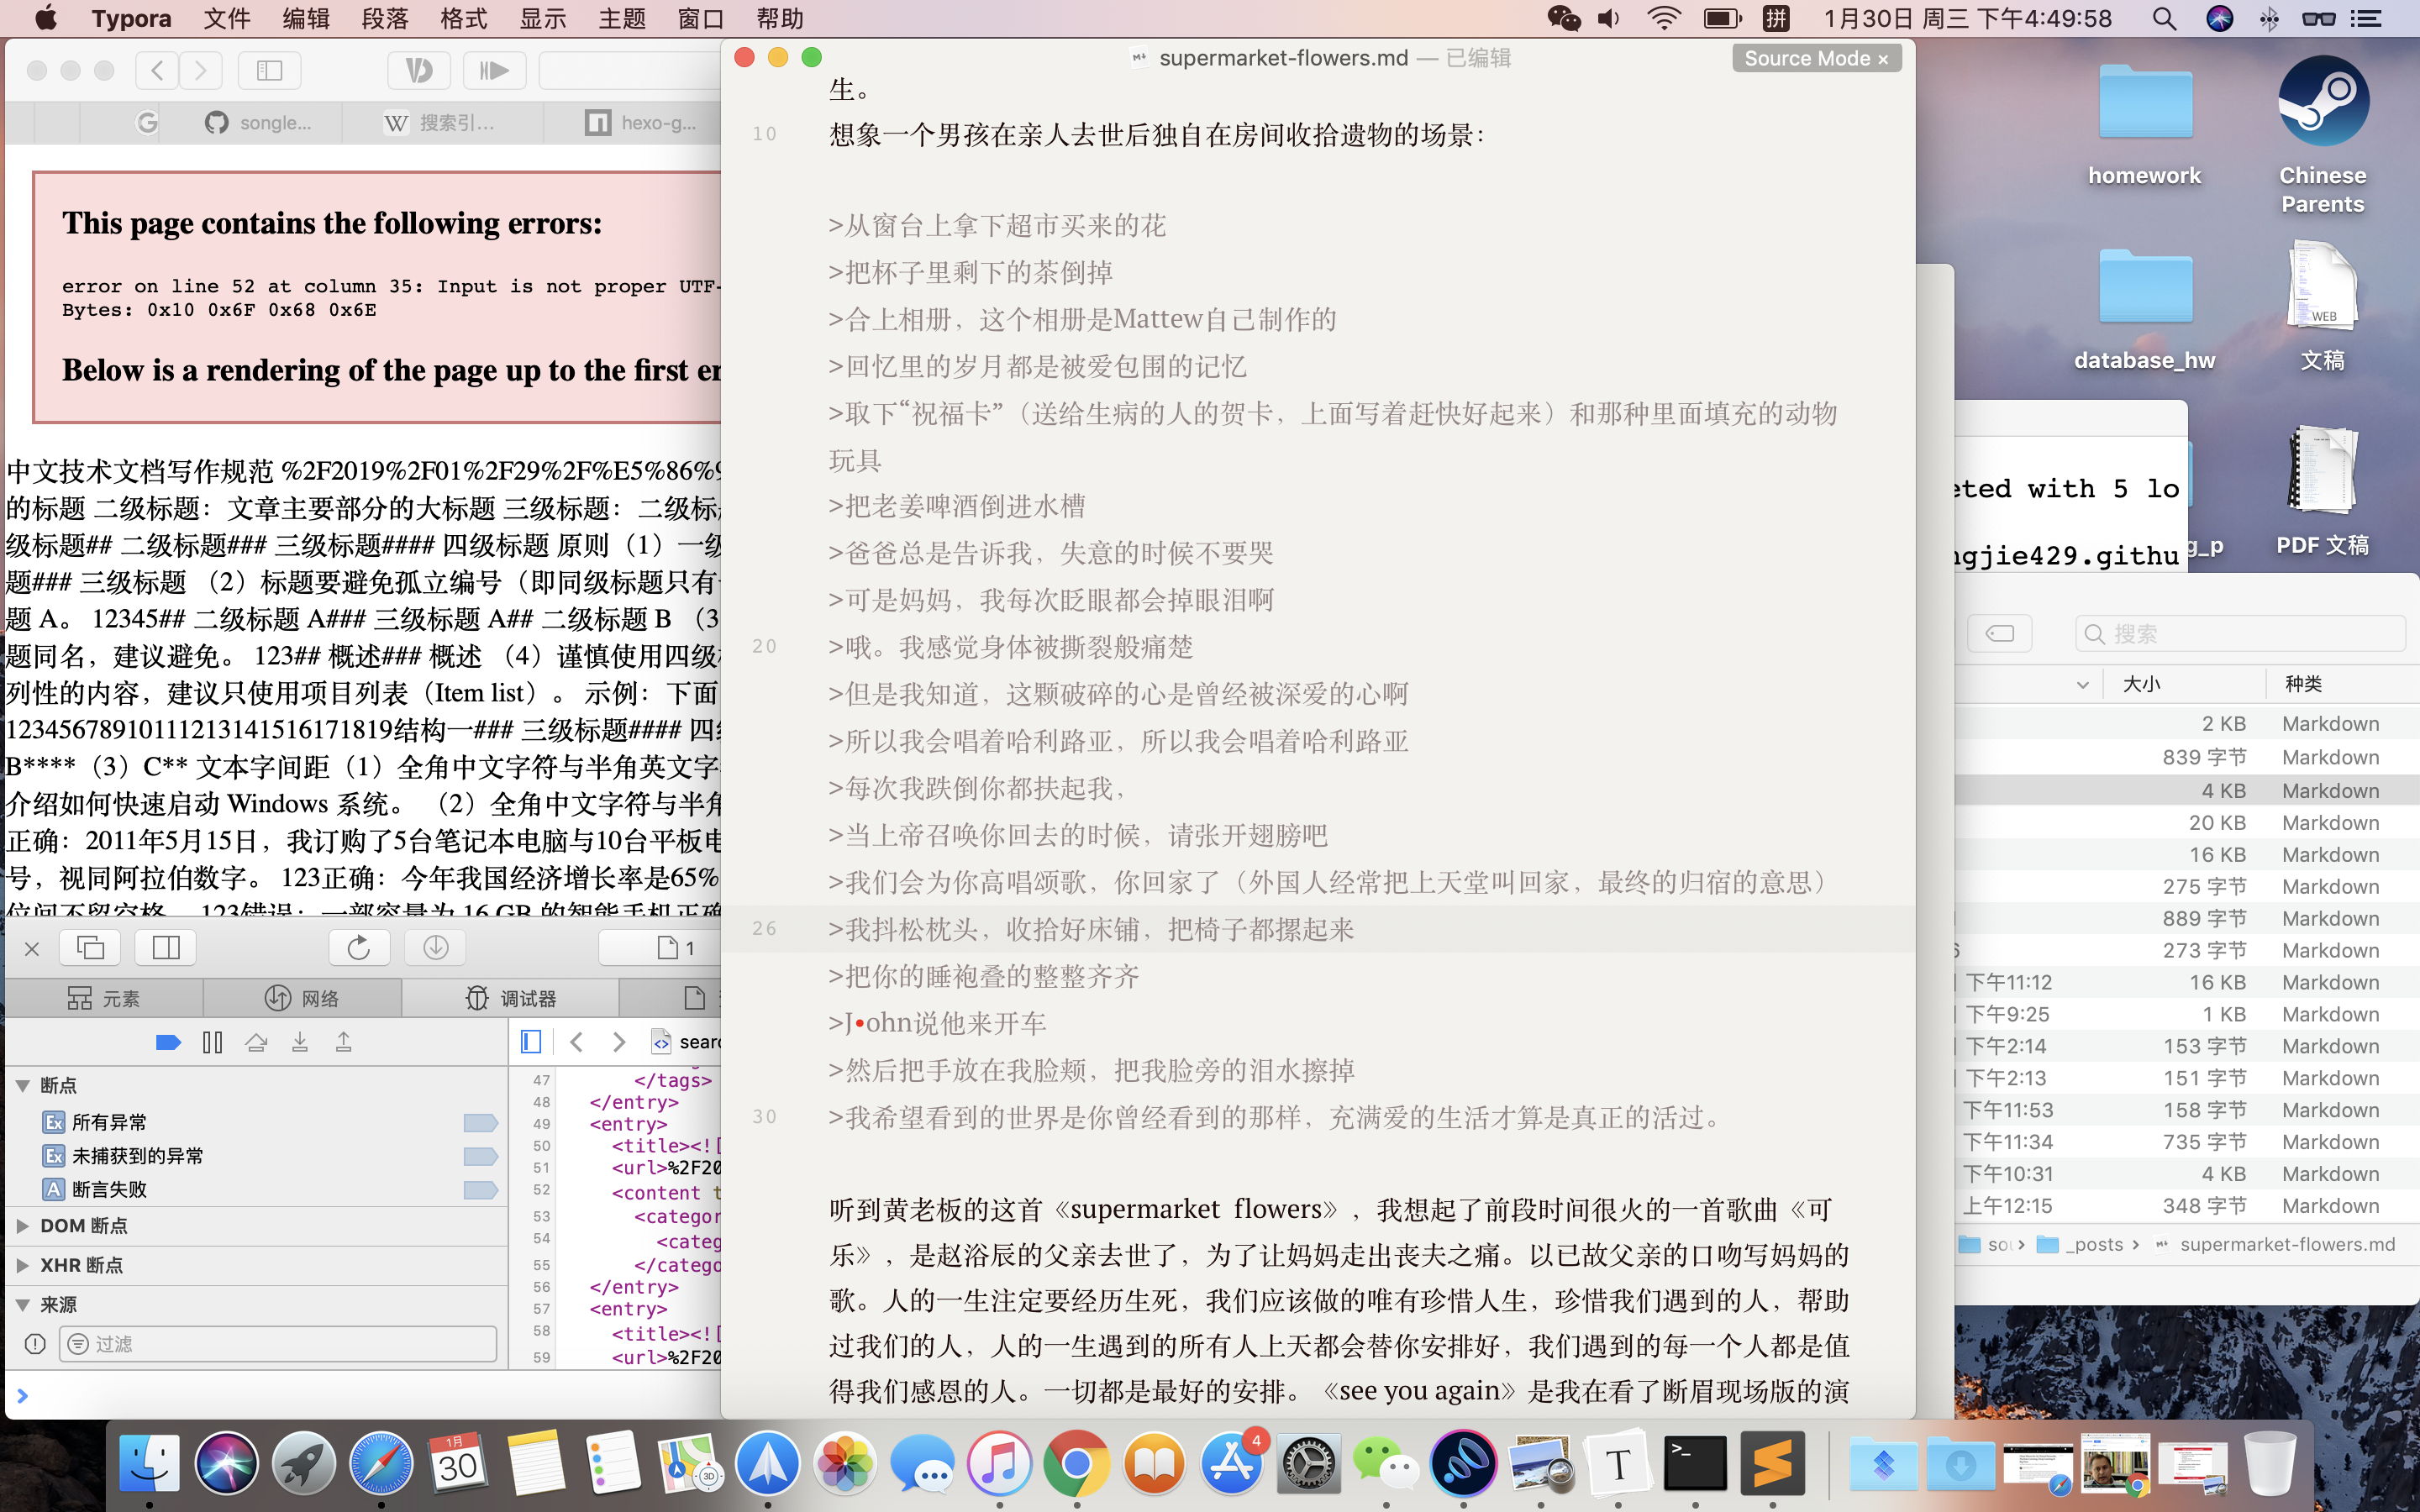 Typora 文件 编辑 段落 格式 显示 主题 窗口 帮助
拼 1月30日 周三 下午4:49:58
songle... W 搜索引... hexo-g...
This page contains the following errors:
error on line 52 at column 35: Input is not proper UTF-
Bytes: 0x10 0x6F 0x68 0x6E
Below is a rendering of the page up to the first er
中文技术文档写作规范 %2F2019%2F01%2F29%2F%E5%86%9
的标题 二级标题：文章主要部分的大标题 三级标题：二级标
级标题## 二级标题### 三级标题#### 四级标题 原则（1）一级
题### 三级标题 （2）标题要避免孤立编号（即同级标题只有
题 A。 12345## 二级标题 A### 三级标题 A## 二级标题 B （3
题同名，建议避免。 123## 概述### 概述 （4）谨慎使用四级
列性的内容，建议只使用项目列表（Item list）。 示例：下面
12345678910111213141516171819结构一### 三级标题#### 四级
B****（3）C** 文本字间距（1）全角中文字符与半角英文字
介绍如何快速启动 Windows 系统。 （2）全角中文字符与半角
正确：2011年5月15日，我订购了5台笔记本电脑与10台平板电
号，视同阿拉伯数字。 123正确：今年我国经济增长率是65%
位间不留空格。 123错误：一部容量为 16 GB 的智能手机正确
1
元素 网络 调试器
searc
断点
所有异常
未捕获到的异常
断言失败
DOM 断点
XHR 断点
来源
过滤
47 </tags>
48 </entry>
49 <entry>
50 <title><![
51 <url>%2F20
52 <content t
53 <categor
54 <categ
55 </catego
56 </entry>
57 <entry>
58 <title><![
59 <url>%2F20
supermarket-flowers.md — 已编辑
Source Mode ×
生。
10 想象一个男孩在亲人去世后独自在房间收拾遗物的场景：
>从窗台上拿下超市买来的花
>把杯子里剩下的茶倒掉
>合上相册，这个相册是Mattew自己制作的
>回忆里的岁月都是被爱包围的记忆
>取下“祝福卡”（送给生病的人的贺卡，上面写着赶快好起来）和那种里面填充的动物
玩具
>把老姜啤酒倒进水槽
>爸爸总是告诉我，失意的时候不要哭
>可是妈妈，我每次眨眼都会掉眼泪啊
20 >哦。我感觉身体被撕裂般痛楚
>但是我知道，这颗破碎的心是曾经被深爱的心啊
>所以我会唱着哈利路亚，所以我会唱着哈利路亚
>每次我跌倒你都扶起我，
>当上帝召唤你回去的时候，请张开翅膀吧
>我们会为你高唱颂歌，你回家了（外国人经常把上天堂叫回家，最终的归宿的意思）
26 >我抖松枕头，收拾好床铺，把椅子都摞起来
>把你的睡袍叠的整整齐齐
>J•ohn说他来开车
>然后把手放在我脸颊，把我脸旁的泪水擦掉
30 >我希望看到的世界是你曾经看到的那样，充满爱的生活才算是真正的活过。
听到黄老板的这首《supermarket flowers》，我想起了前段时间很火的一首歌曲《可
乐》，是赵浴辰的父亲去世了，为了让妈妈走出丧夫之痛。以已故父亲的口吻写妈妈的
歌。人的一生注定要经历生死，我们应该做的唯有珍惜人生，珍惜我们遇到的人，帮助
过我们的人，人的一生遇到的所有人上天都会替你安排好，我们遇到的每一个人都是值
得我们感恩的人。一切都是最好的安排。《see you again》是我在看了断眉现场版的演
homework
Chinese
Parents
database_hw
WEB
文稿
PDF 文稿
g_p
eted with 5 lo
ngjie429.githu
搜索
大小 种类
2 KB Markdown
839 字节 Markdown
4 KB Markdown
20 KB Markdown
16 KB Markdown
275 字节 Markdown
889 字节 Markdown
273 字节 Markdown
下午11:12 16 KB Markdown
下午9:25 1 KB Markdown
下午2:14 153 字节 Markdown
下午2:13 151 字节 Markdown
下午11:53 158 字节 Markdown
下午11:34 735 字节 Markdown
下午10:31 4 KB Markdown
上午12:15 348 字节 Markdown
_posts supermarket-flowers.md
1月
30
3D
4
T
>_